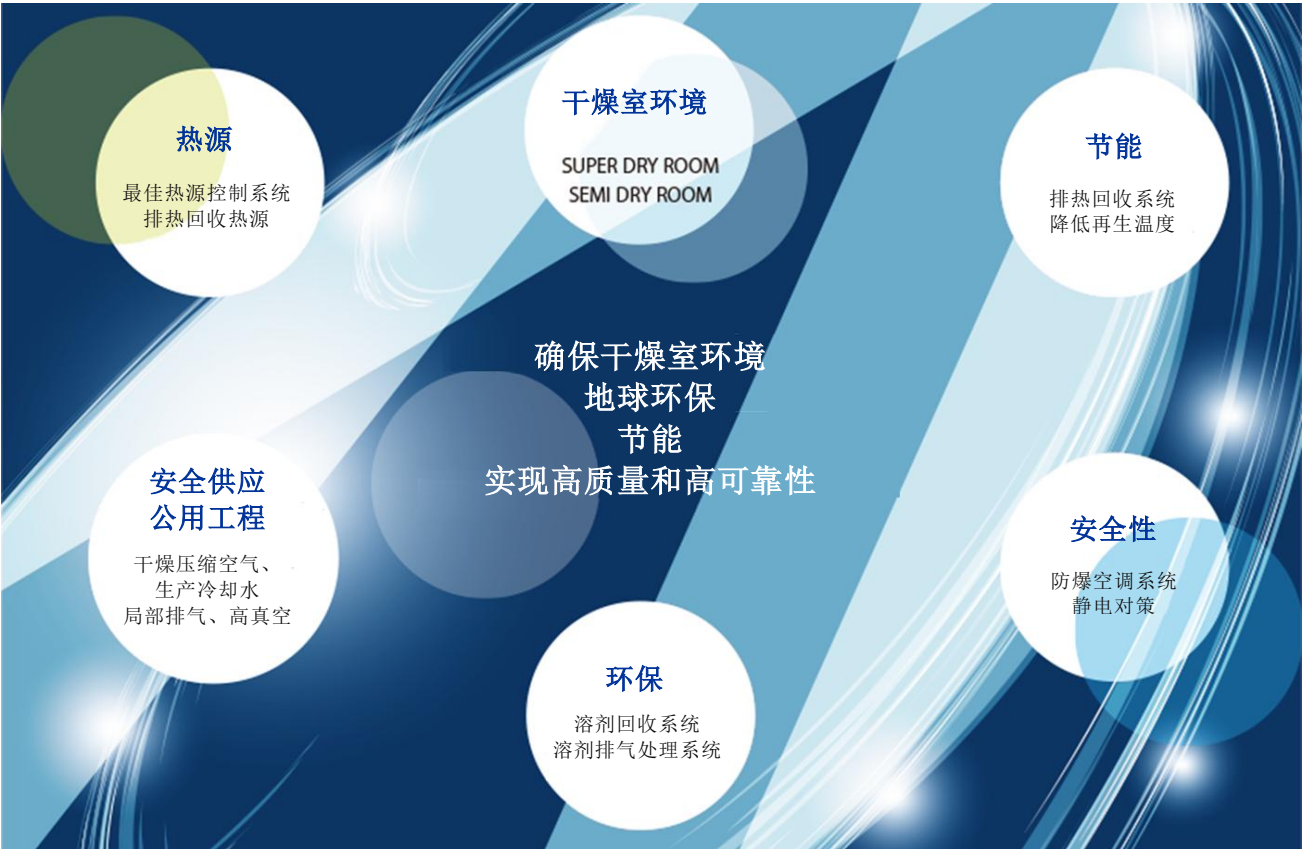 热源
最佳热源控制系统
排热回收热源
干燥室环境
SUPER DRY ROOM
SEMI DRY ROOM
节能
排热回收系统
降低再生温度
确保干燥室环境
地球环保
节能
实现高质量和高可靠性
安全供应
公用工程
干燥压缩空气、
生产冷却水
局部排气、高真空
环保
溶剂回收系统
溶剂排气处理系统
安全性
防爆空调系统
静电对策